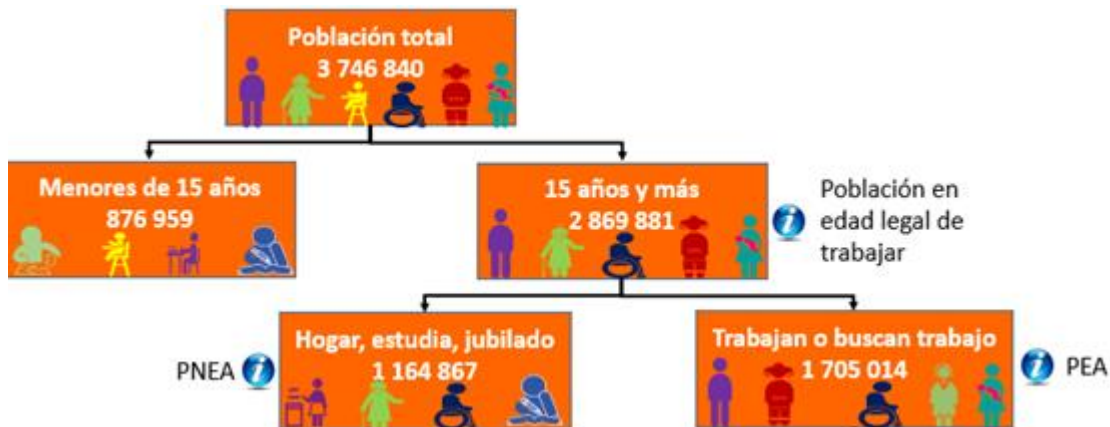 Población total
3 746 840
Menores de 15 años
876 959
15 años y más
2 869 881
Población en
edad legal de
trabajar
PNEA
Hogar, estudia, jubilado
1 164 867
Trabajan o buscan trabajo
1 705 014
PEA